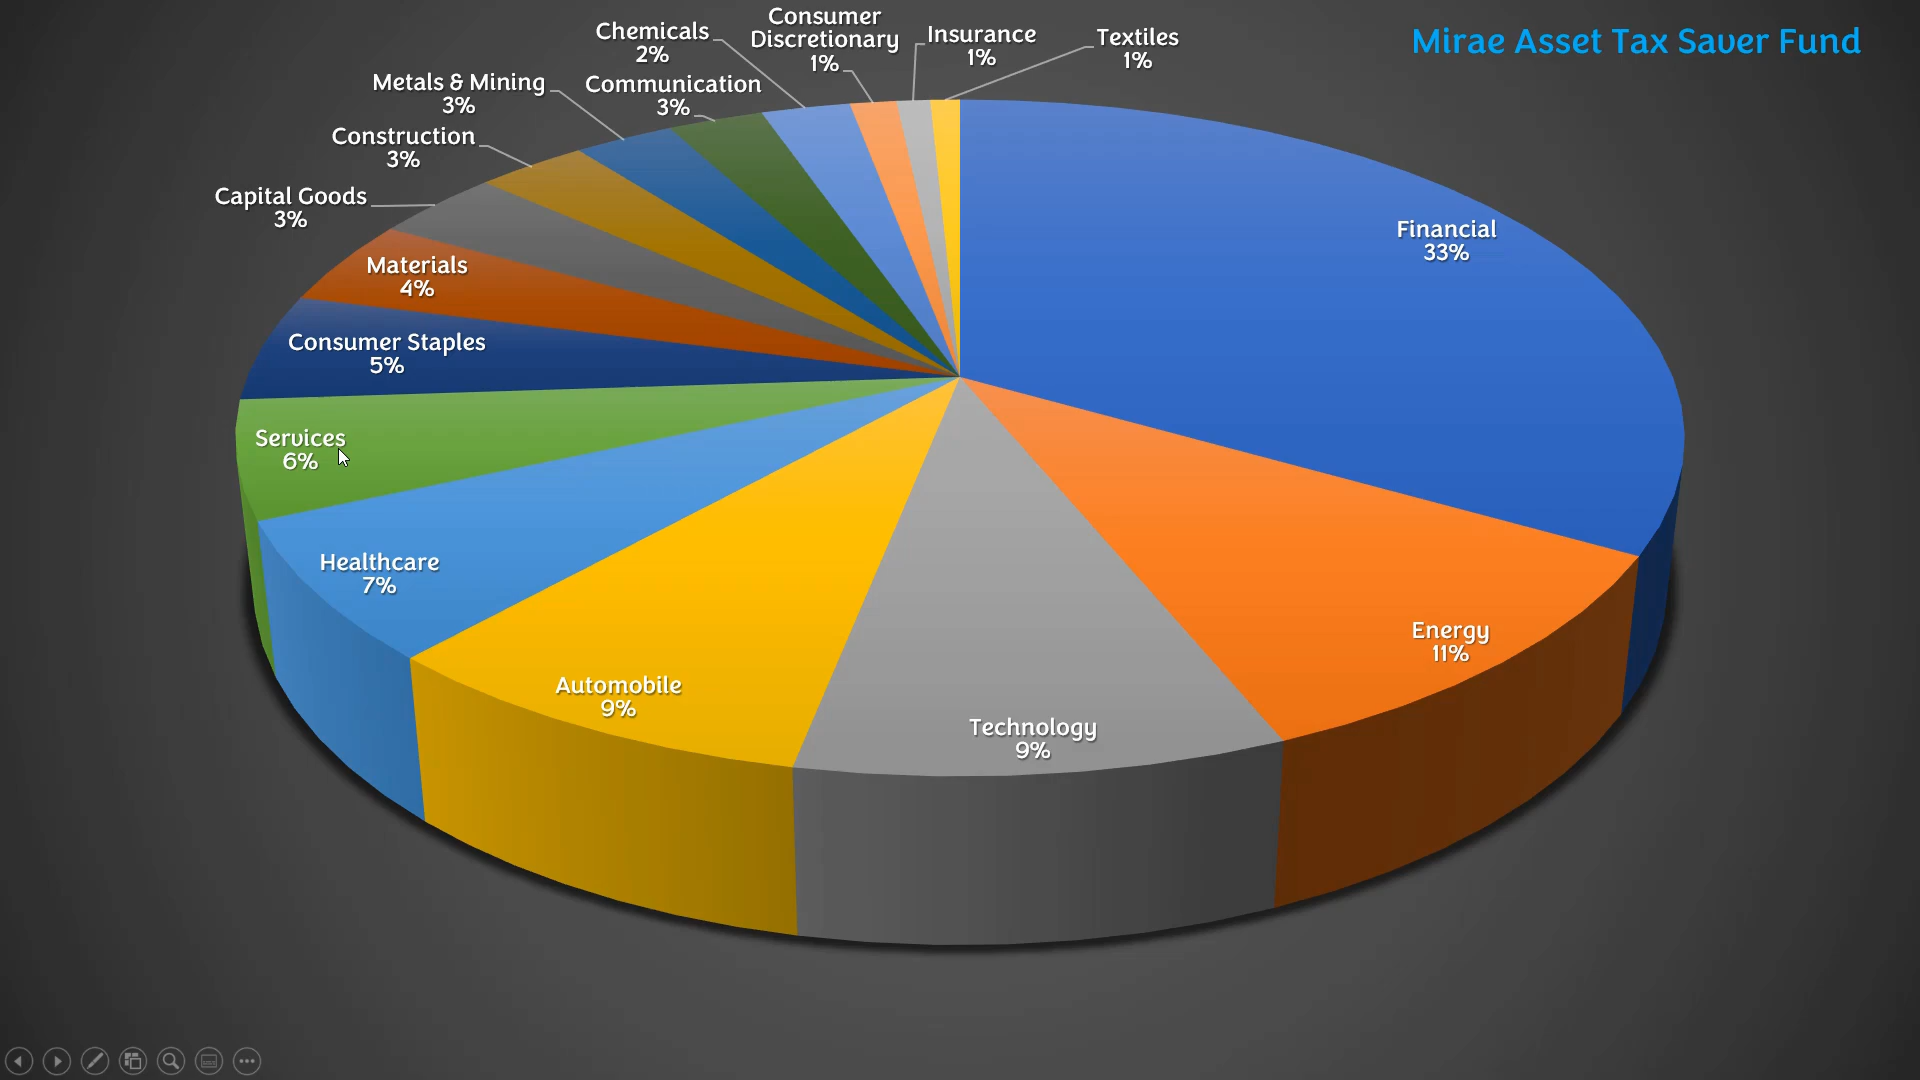 Mirae Asset Tax Saver Fund
Financial
33%
Energy
11%
Technology
9%
Automobile
9%
Healthcare
7%
Services
6%
Consumer Staples
5%
Materials
4%
Capital Goods
3%
Construction
3%
Metals & Mining
3%
Communication
3%
Chemicals
2%
Consumer
Discretionary
1%
Insurance
1%
Textiles
1%